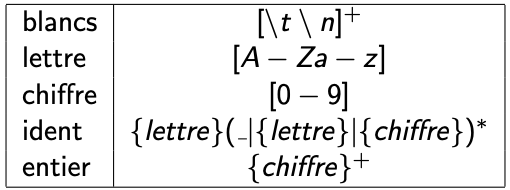 blancs [\t \ n]+
lettre [A − Za − z]
chiffre [0 − 9]
ident {lettre}(_|{lettre}|{chiffre})*
entier {chiffre}+